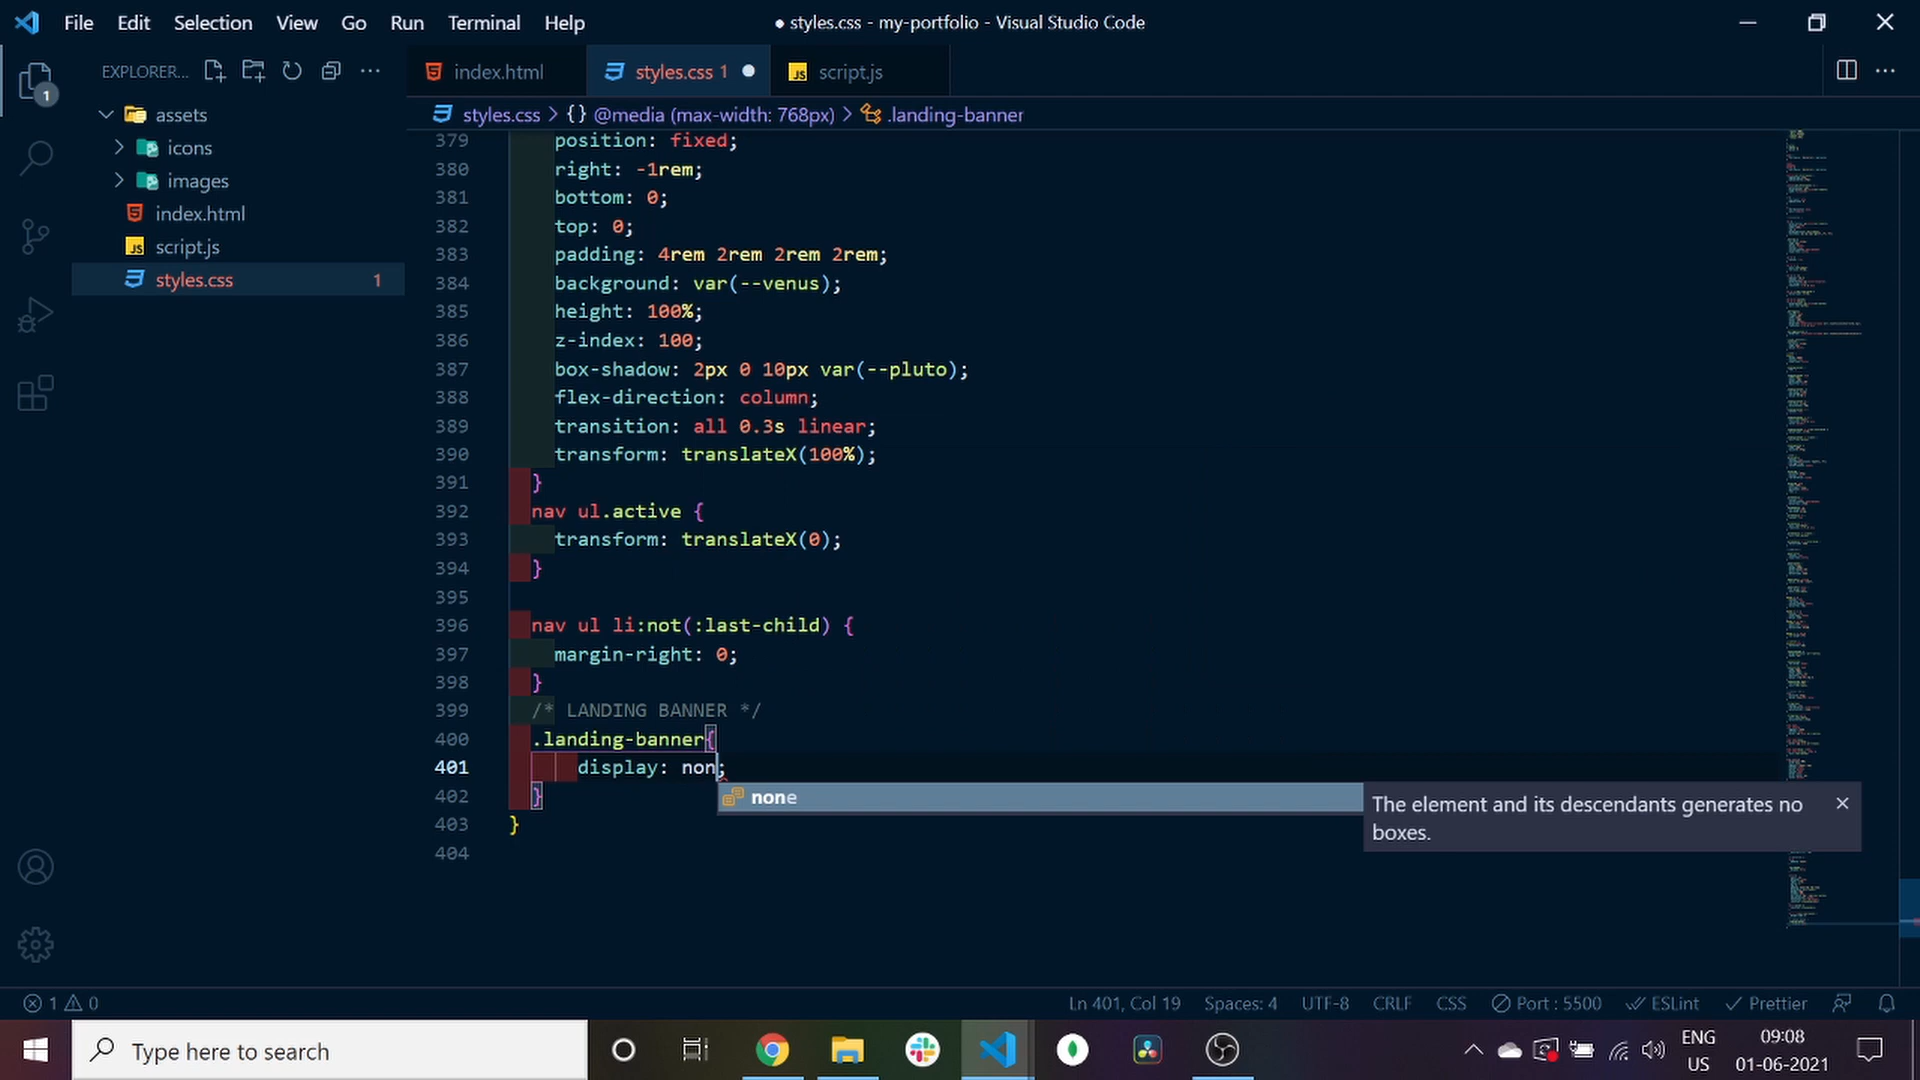 File Edit Selection View Go Run Terminal Help
● styles.css - my-portfolio - Visual Studio Code
EXPLORER...
index.html
styles.css 1
script.js
1
styles.css > {} @media (max-width: 768px) > .landing-banner
assets
icons
images
index.html
script.js
styles.css 1
379 position: fixed;
380 right: -1rem;
381 bottom: 0;
382 top: 0;
383 padding: 4rem 2rem 2rem 2rem;
384 background: var(--venus);
385 height: 100%;
386 z-index: 100;
387 box-shadow: 2px 0 10px var(--pluto);
388 flex-direction: column;
389 transition: all 0.3s linear;
390 transform: translateX(100%);
391 }
392 nav ul.active {
393 transform: translateX(0);
394 }
395
396 nav ul li:not(:last-child) {
397 margin-right: 0;
398 }
399 /* LANDING BANNER */
400 .landing-banner{
401 display: non;
402 }
403 }
404
none
The element and its descendants generates no
boxes.
1 0
Ln 401, Col 19 Spaces: 4 UTF-8 CRLF CSS Port : 5500 ESLint Prettier
Type here to search
ENG
US
09:08
01-06-2021